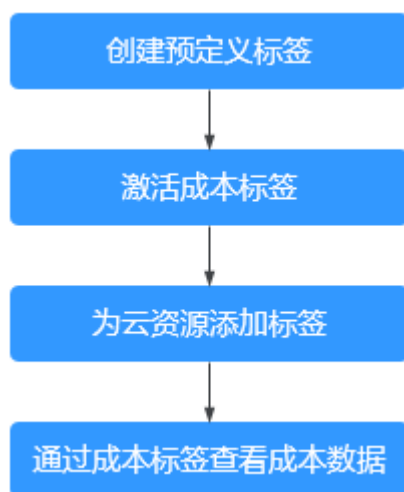 创建预定义标签
激活成本标签
为云资源添加标签
通过成本标签查看成本数据